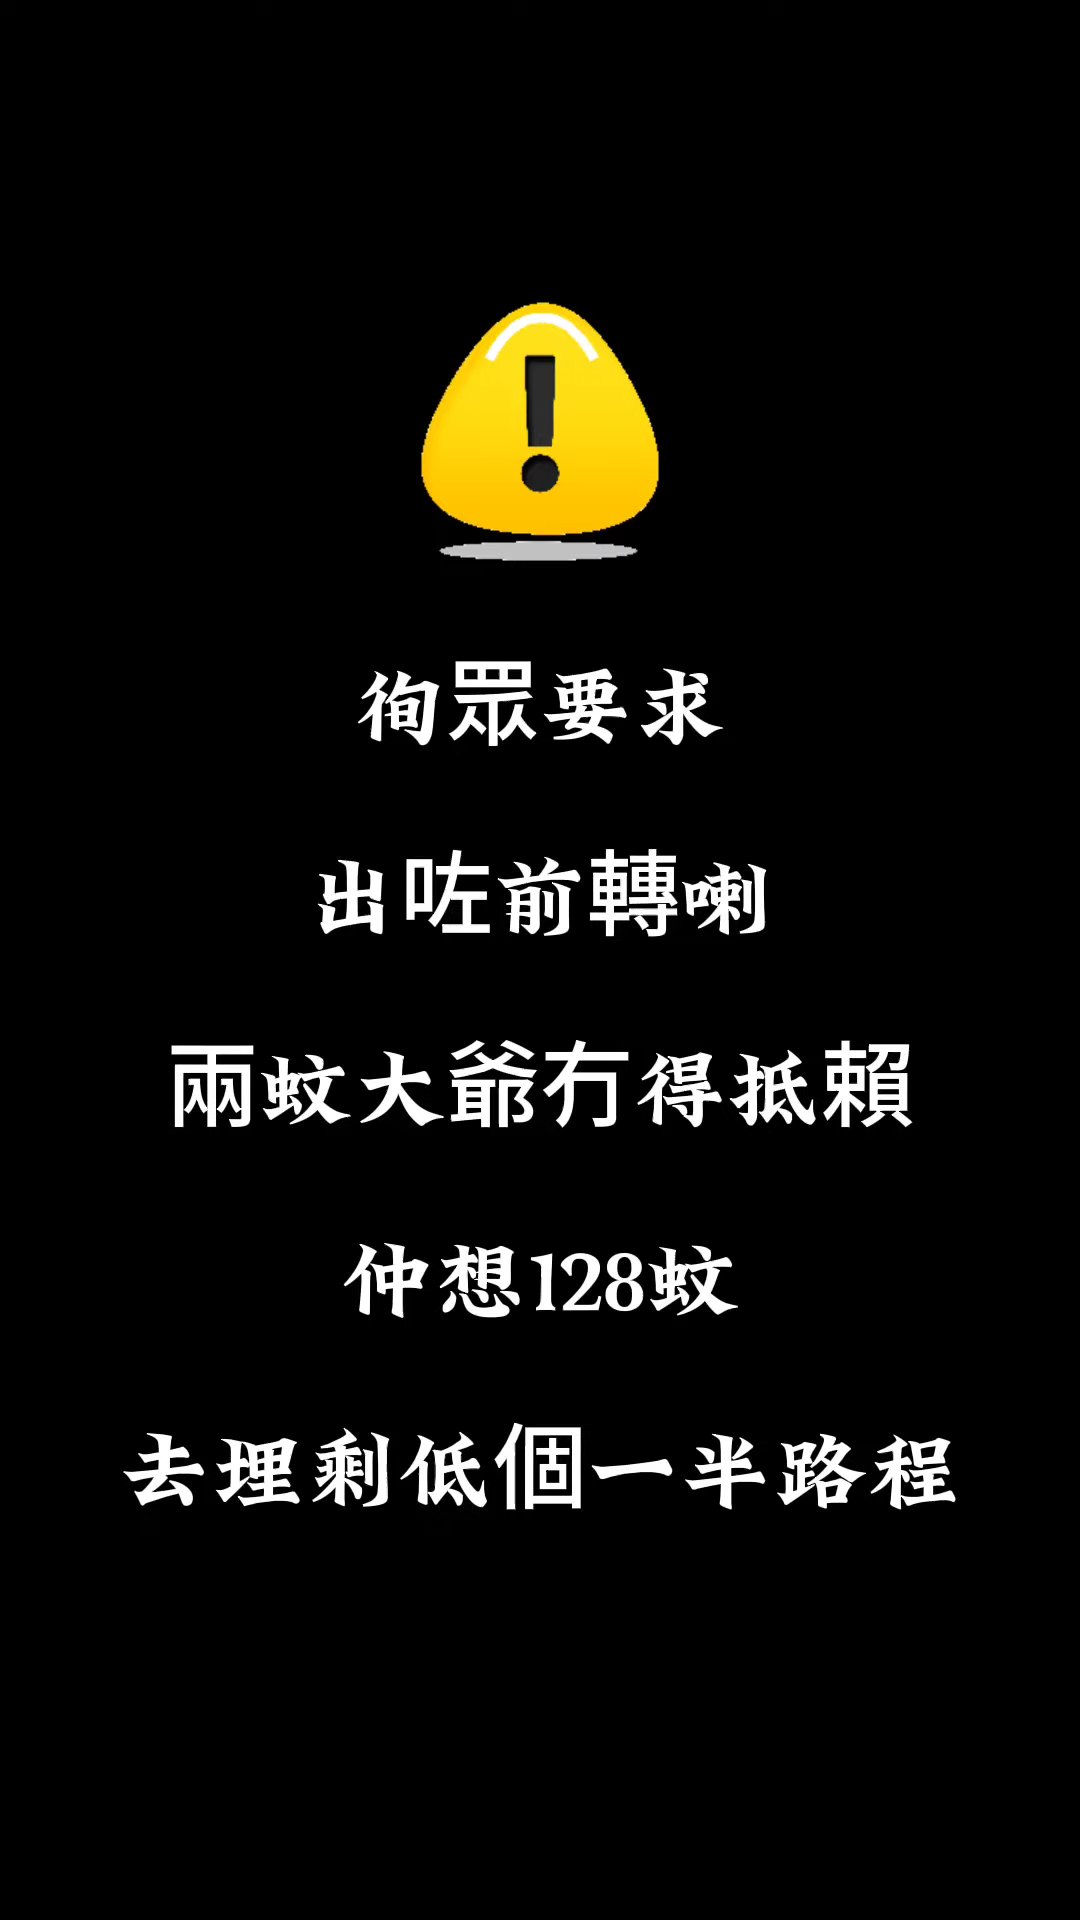 徇眾要求
出咗前轉喇
兩蚊大爺冇得抵賴
仲想128蚊
去埋剩低個一半路程